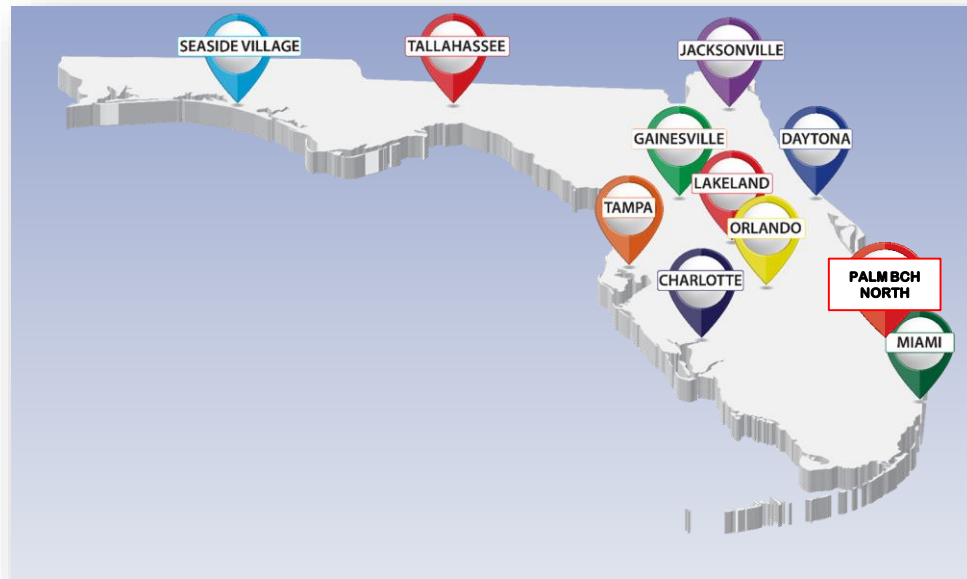 SEASIDE VILLAGE
TALLAHASSEE
JACKSONVILLE
GAINESVILLE
DAYTONA
LAKELAND
TAMPA
ORLANDO
CHARLOTTE
PALM BCH
NORTH
MIAMI